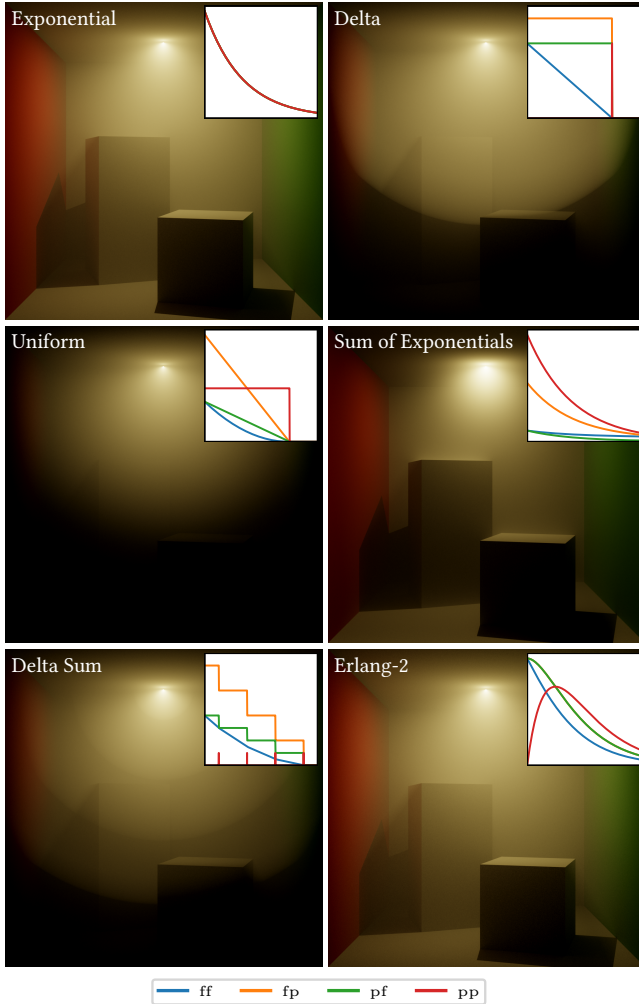 Exponential
Delta
Uniform
Sum of Exponentials
Delta Sum
Erlang-2
ff fp pf pp